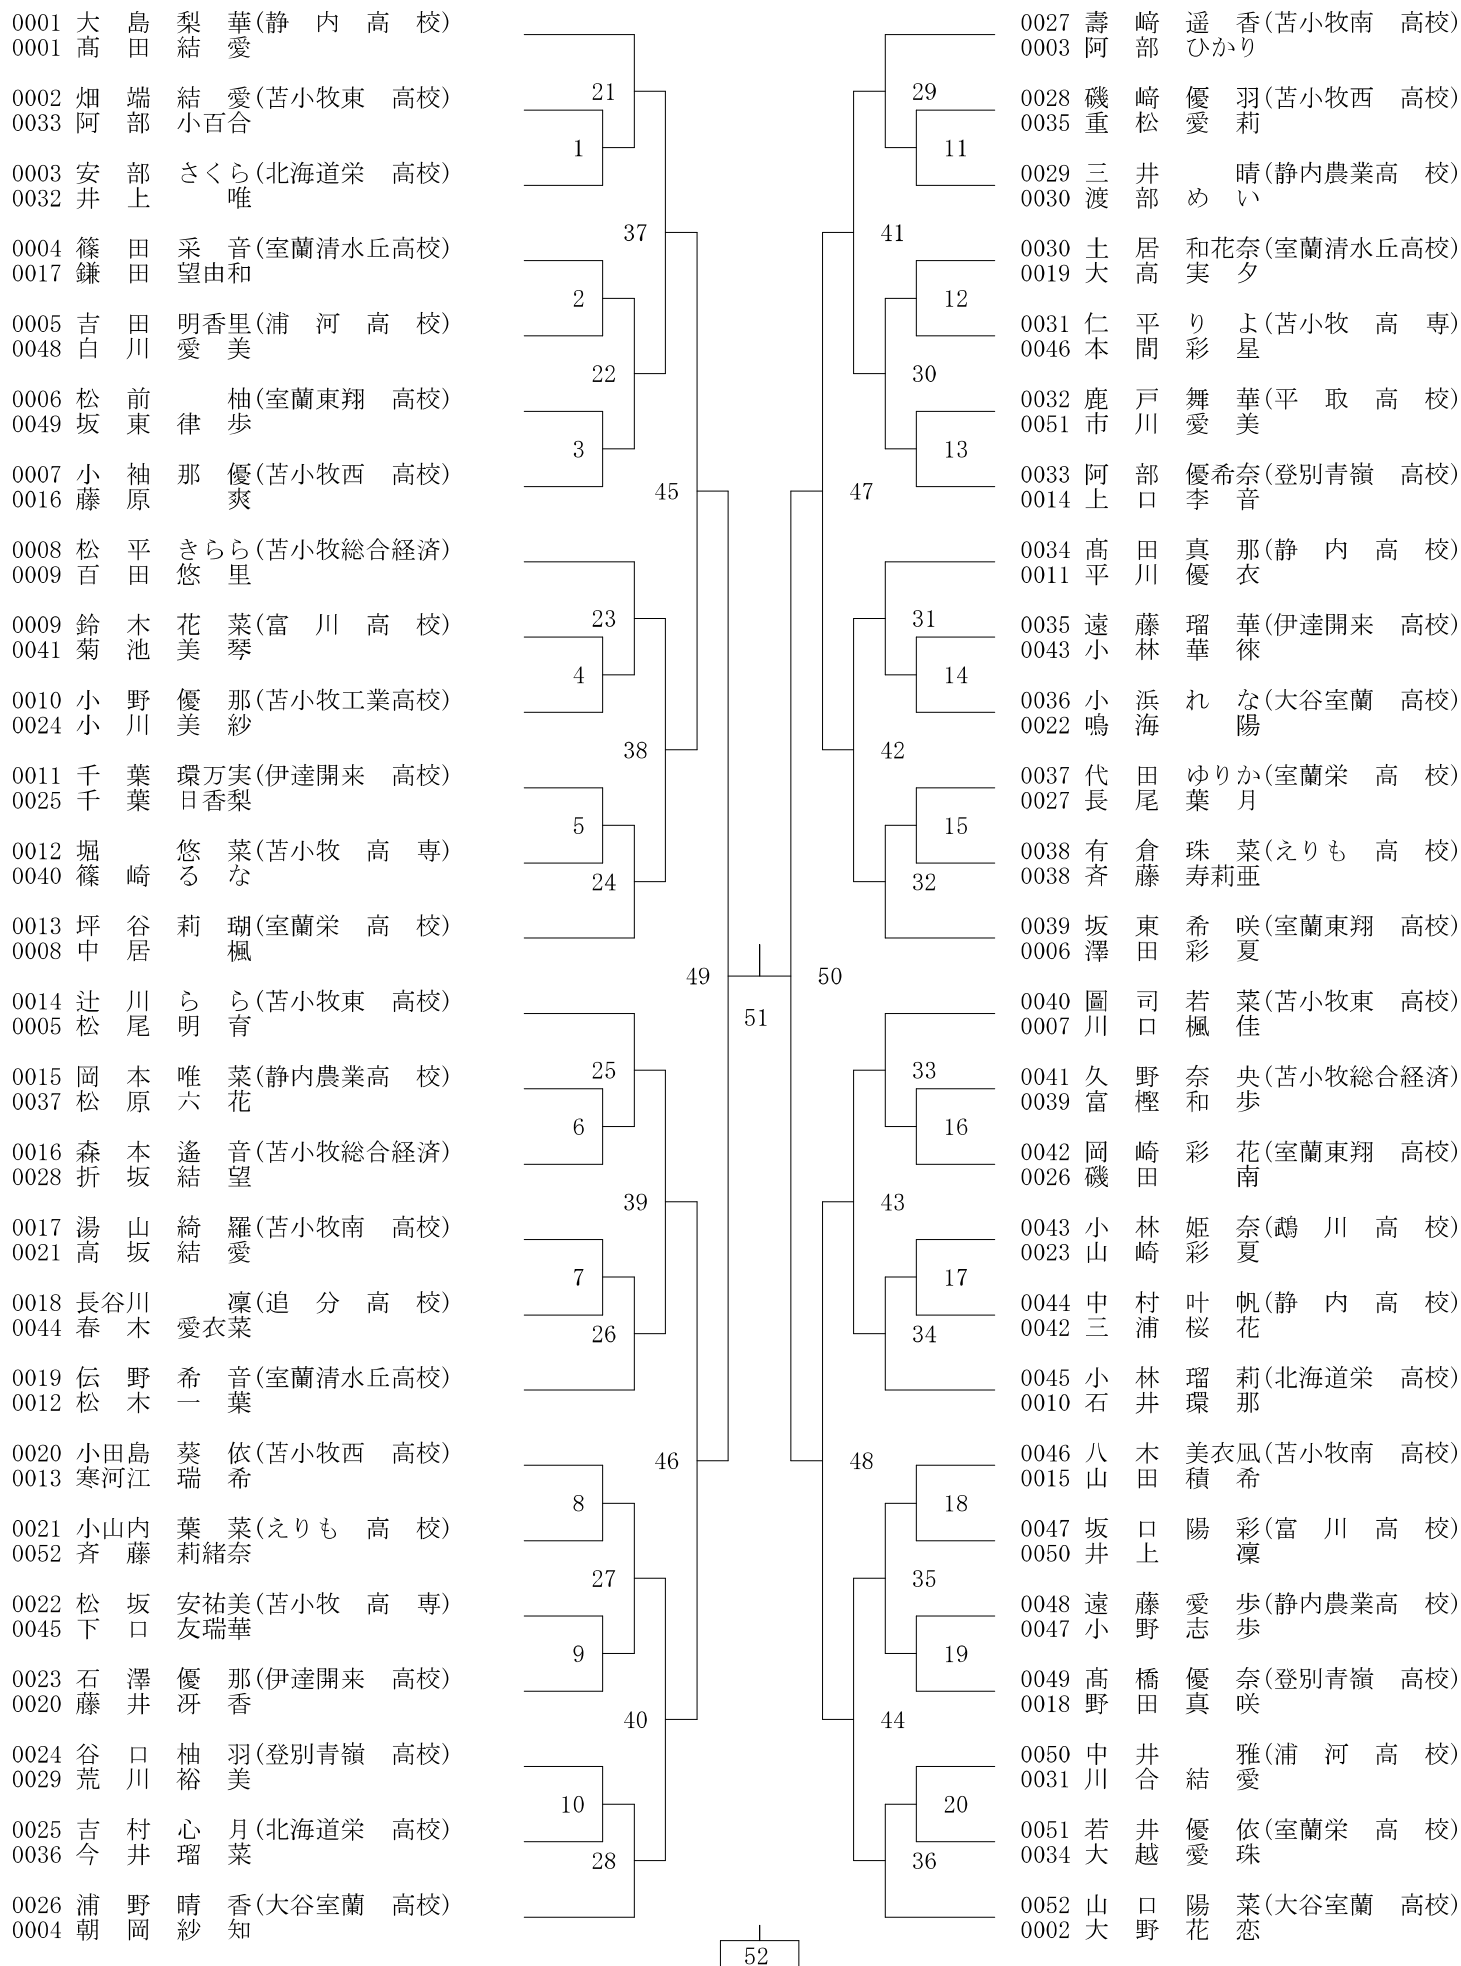 0001 大　島　梨　華(静　内　高　校)
0001 髙　田　結　愛
0002 畑　端　結　愛(苫小牧東　高校)
0033 阿　部　小百合
0003 安　部　さくら(北海道栄　高校)
0032 井　上　　　唯
0004 篠　田　采　音(室蘭清水丘高校)
0017 鎌　田　望由和
0005 吉　田　明香里(浦　河　高　校)
0048 白　川　愛　美
0006 松　前　　　柚(室蘭東翔　高校)
0049 坂　東　律　歩
0007 小　袖　那　優(苫小牧西　高校)
0016 藤　原　　　爽
0008 松　平　きらら(苫小牧総合経済)
0009 百　田　悠　里
0009 鈴　木　花　菜(富　川　高　校)
0041 菊　池　美　琴
0010 小　野　優　那(苫小牧工業高校)
0024 小　川　美　紗
0011 千　葉　環万実(伊達開来　高校)
0025 千　葉　日香梨
0012 堀　　　悠　菜(苫小牧　高　専)
0040 篠　崎　る　な
0013 坪　谷　莉　瑚(室蘭栄　高　校)
0008 中　居　　　楓
0014 辻　川　ら　ら(苫小牧東　高校)
0005 松　尾　明　育
0015 岡　本　唯　菜(静内農業高　校)
0037 松　原　六　花
0016 森　本　遙　音(苫小牧総合経済)
0028 折　坂　結　望
0017 湯　山　綺　羅(苫小牧南　高校)
0021 高　坂　結　愛
0018 長谷川　　　凜(追　分　高　校)
0044 春　木　愛衣菜
0019 伝　野　希　音(室蘭清水丘高校)
0012 松　木　一　葉
0020 小田島　葵　依(苫小牧西　高校)
0013 寒河江　瑞　希
0021 小山内　葉　菜(えりも　高　校)
0052 斉　藤　莉緒奈
0022 松　坂　安祐美(苫小牧　高　専)
0045 下　口　友瑞華
0023 石　澤　優　那(伊達開来　高校)
0020 藤　井　冴　香
0024 谷　口　柚　羽(登別青嶺　高校)
0029 荒　川　裕　美
0025 吉　村　心　月(北海道栄　高校)
0036 今　井　瑠　菜
0026 浦　野　晴　香(大谷室蘭　高校)
0004 朝　岡　紗　知
21
1
37
2
22
3
45
23
4
38
5
24
49
25
6
39
7
26
46
8
27
9
40
10
28
51
52
29
11
41
12
30
13
47
31
14
42
15
32
50
33
16
43
17
34
48
18
35
19
44
20
36
0027 壽　﨑　遥　香(苫小牧南　高校)
0003 阿　部　ひかり
0028 磯　﨑　優　羽(苫小牧西　高校)
0035 重　松　愛　莉
0029 三　井　　　晴(静内農業高　校)
0030 渡　部　め　い
0030 土　居　和花奈(室蘭清水丘高校)
0019 大　高　実　夕
0031 仁　平　り　よ(苫小牧　高　専)
0046 本　間　彩　星
0032 鹿　戸　舞　華(平　取　高　校)
0051 市　川　愛　美
0033 阿　部　優希奈(登別青嶺　高校)
0014 上　口　李　音
0034 髙　田　真　那(静　内　高　校)
0011 平　川　優　衣
0035 遠　藤　瑠　華(伊達開来　高校)
0043 小　林　華　徠
0036 小　浜　れ　な(大谷室蘭　高校)
0022 鳴　海　　　陽
0037 代　田　ゆりか(室蘭栄　高　校)
0027 長　尾　葉　月
0038 有　倉　珠　菜(えりも　高　校)
0038 斉　藤　寿莉亜
0039 坂　東　希　咲(室蘭東翔　高校)
0006 澤　田　彩　夏
0040 圖　司　若　菜(苫小牧東　高校)
0007 川　口　楓　佳
0041 久　野　奈　央(苫小牧総合経済)
0039 富　樫　和　歩
0042 岡　崎　彩　花(室蘭東翔　高校)
0026 磯　田　　　南
0043 小　林　姫　奈(鵡　川　高　校)
0023 山　崎　彩　夏
0044 中　村　叶　帆(静　内　高　校)
0042 三　浦　桜　花
0045 小　林　瑠　莉(北海道栄　高校)
0010 石　井　環　那
0046 八　木　美衣凪(苫小牧南　高校)
0015 山　田　積　希
0047 坂　口　陽　彩(富　川　高　校)
0050 井　上　　　凜
0048 遠　藤　愛　歩(静内農業高　校)
0047 小　野　志　歩
0049 髙　橋　優　奈(登別青嶺　高校)
0018 野　田　真　咲
0050 中　井　　　雅(浦　河　高　校)
0031 川　合　結　愛
0051 若　井　優　依(室蘭栄　高　校)
0034 大　越　愛　珠
0052 山　口　陽　菜(大谷室蘭　高校)
0002 大　野　花　恋